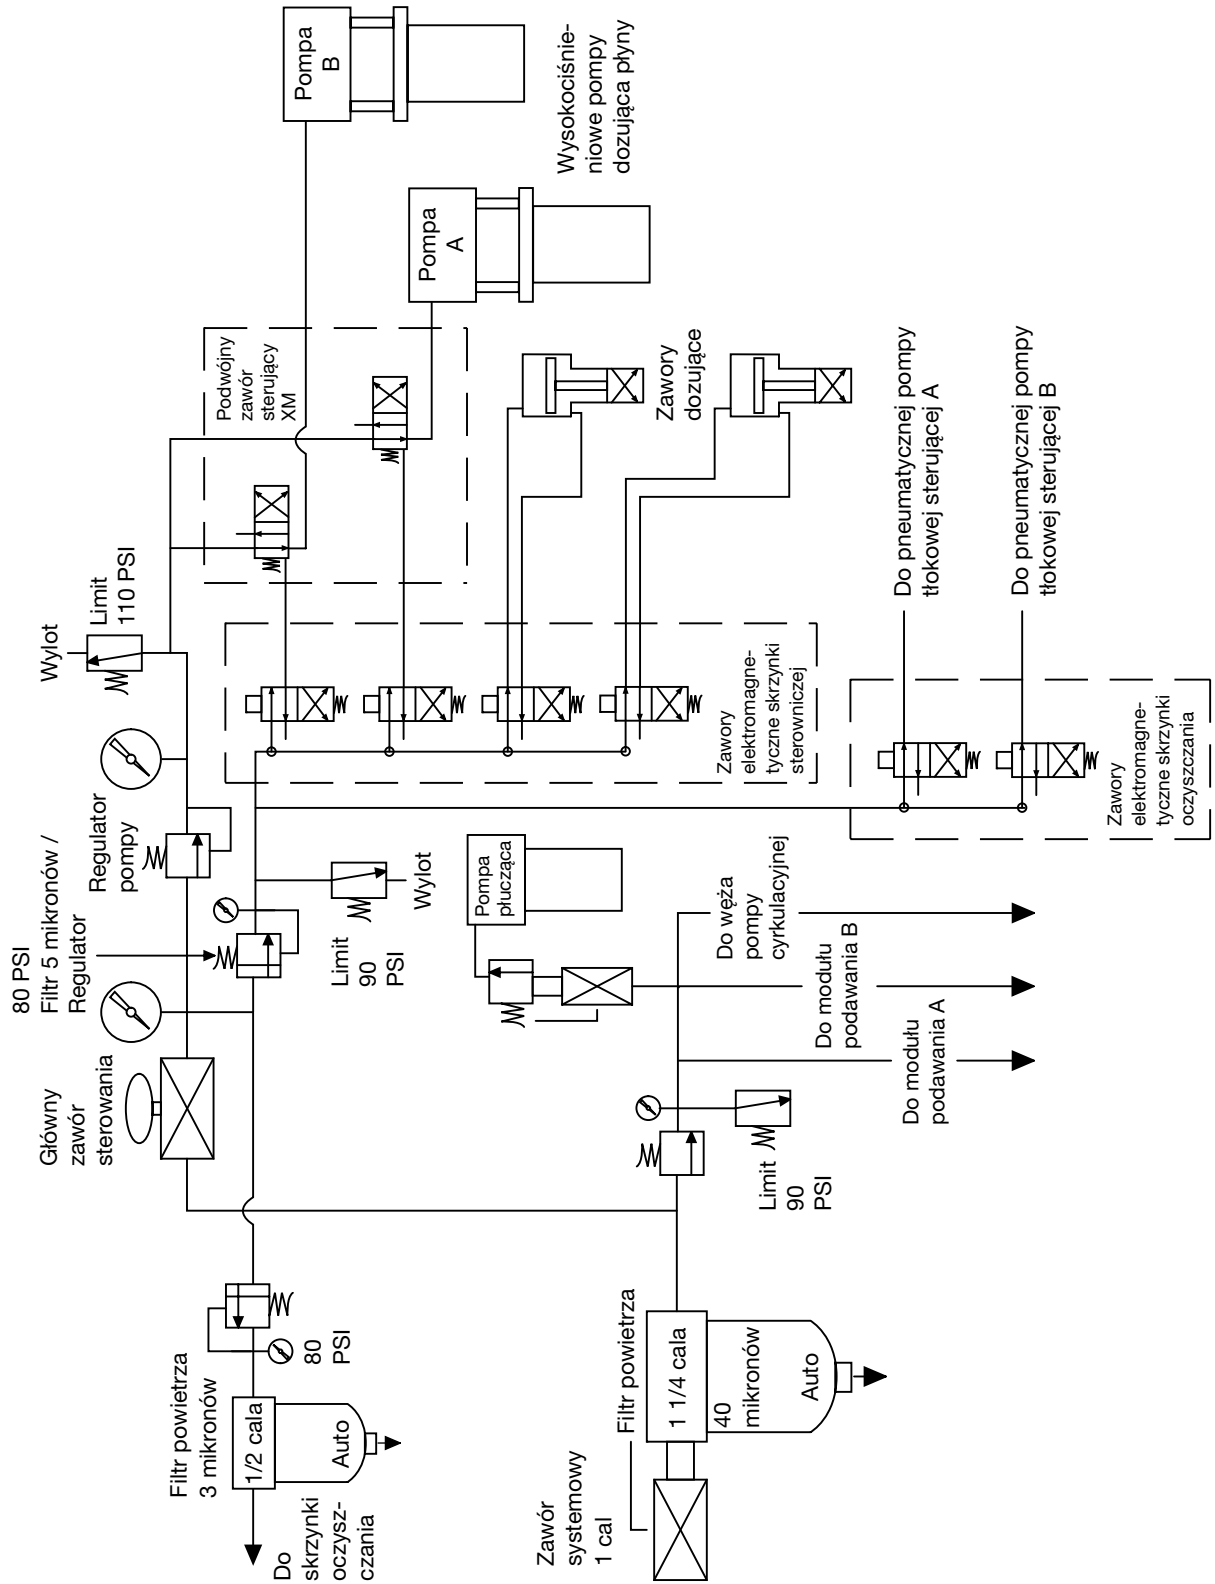 Pompa
B
Wysokociśnie-
niowe pompy
dozująca płyny
Pompa
A
Podwójny
zawór
sterujący
XM
Zawory
dozujące
Do pneumatycznej pompy
tłokowej sterującej A
Do pneumatycznej pompy
tłokowej sterującej B
Wylot
Limit
110 PSI
Zawory
elektromagne-
tyczne skrzynki
sterowniczej
Zawory
elektromagne-
tyczne skrzynki
oczyszczania
Regulator
pompy
80 PSI
Filtr 5 mikronów /
Regulator
Limit
90
PSI
Wylot
Pompa
płucząca
Do węża
pompy
cyrkulacyjnej
Do modułu
podawania B
Do modułu
podawania A
Główny
zawór
sterowania
Limit
90
PSI
80
PSI
Filtr powietrza
3 mikronów
1/2 cala
Auto
Do
skrzynki
oczysz-
czania
Filtr powietrza
1 1/4 cala
40
mikronów
Auto
Zawór
systemowy
1 cal